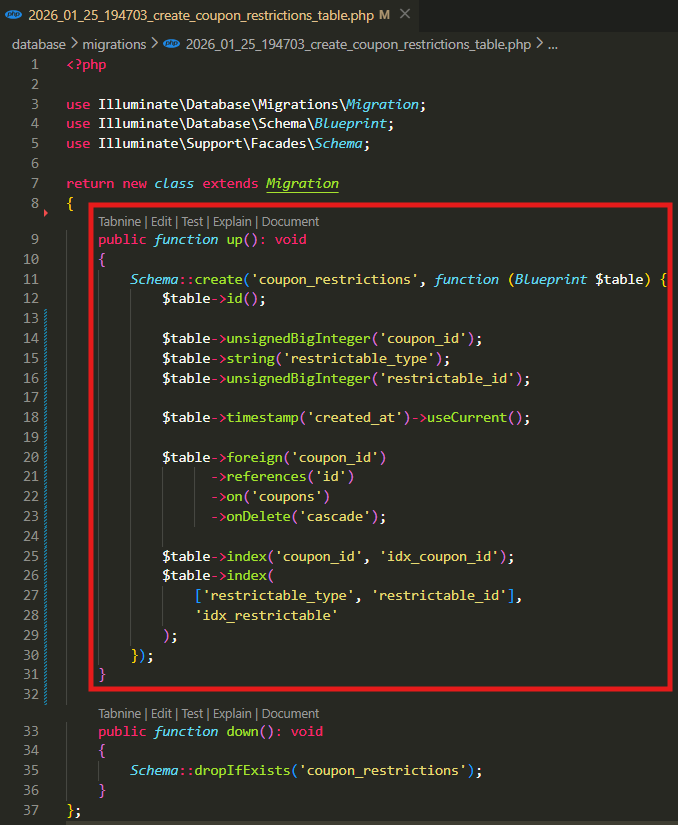 2026_01_25_194703_create_coupon_restrictions_table.php M
database > migrations > 2026_01_25_194703_create_coupon_restrictions_table.php > ...
1 <?php
2
3 use Illuminate\Database\Migrations\Migration;
4 use Illuminate\Database\Schema\Blueprint;
5 use Illuminate\Support\Facades\Schema;
6
7 return new class extends Migration
8 {
Tabnine | Edit | Test | Explain | Document
9     public function up(): void
10     {
11         Schema::create('coupon_restrictions', function (Blueprint $table) {
12             $table->id();
13
14             $table->unsignedBigInteger('coupon_id');
15             $table->string('restrictable_type');
16             $table->unsignedBigInteger('restrictable_id');
17
18             $table->timestamp('created_at')->useCurrent();
19
20             $table->foreign('coupon_id')
21                   ->references('id')
22                   ->on('coupons')
23                   ->onDelete('cascade');
24
25             $table->index('coupon_id', 'idx_coupon_id');
26             $table->index(
27                 ['restrictable_type', 'restrictable_id'],
28                 'idx_restrictable'
29             );
30         });
31     }
32
Tabnine | Edit | Test | Explain | Document
33     public function down(): void
34     {
35         Schema::dropIfExists('coupon_restrictions');
36     }
37 };